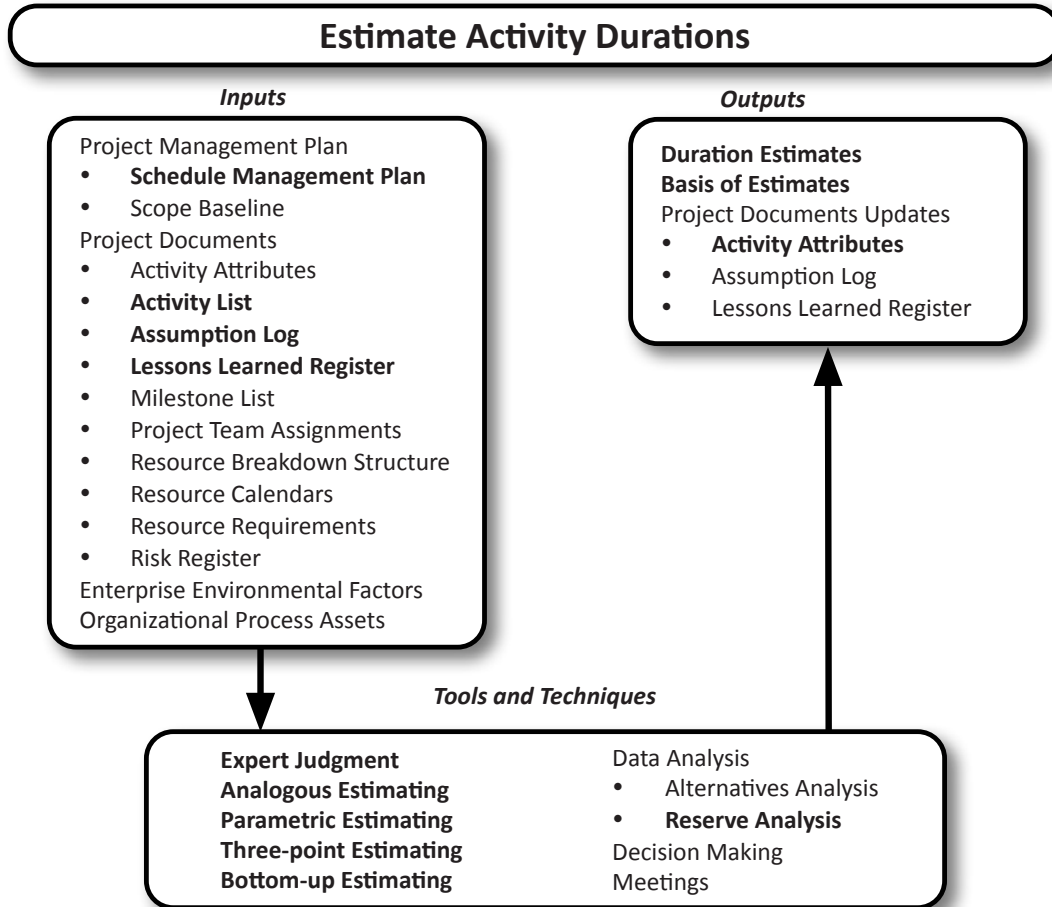 Estimate Activity Durations
Inputs
Project Management Plan
• Schedule Management Plan
• Scope Baseline
Project Documents
• Activity Attributes
• Activity List
• Assumption Log
• Lessons Learned Register
• Milestone List
• Project Team Assignments
• Resource Breakdown Structure
• Resource Calendars
• Resource Requirements
• Risk Register
Enterprise Environmental Factors
Organizational Process Assets
Outputs
Duration Estimates
Basis of Estimates
Project Documents Updates
• Activity Attributes
• Assumption Log
• Lessons Learned Register
Tools and Techniques
Expert Judgment
Analogous Estimating
Parametric Estimating
Three-point Estimating
Bottom-up Estimating
Data Analysis
• Alternatives Analysis
• Reserve Analysis
Decision Making
Meetings